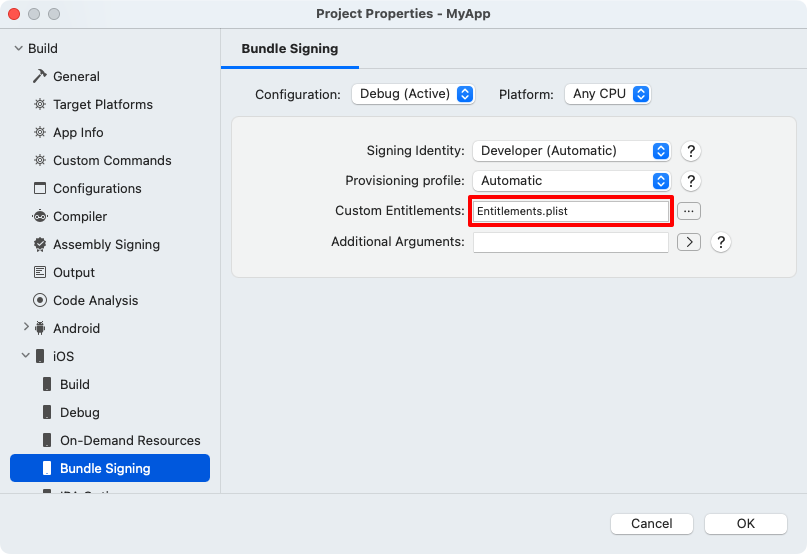 Project Properties - MyApp
Build
General
Target Platforms
App Info
Custom Commands
Configurations
Compiler
Assembly Signing
Output
Code Analysis
Android
iOS
Build
Debug
On-Demand Resources
Bundle Signing
Bundle Signing
Configuration: Debug (Active) Platform: Any CPU
Signing Identity: Developer (Automatic) ?
Provisioning profile: Automatic ?
Custom Entitlements: Entitlements.plist ...
Additional Arguments: > ?
Cancel OK